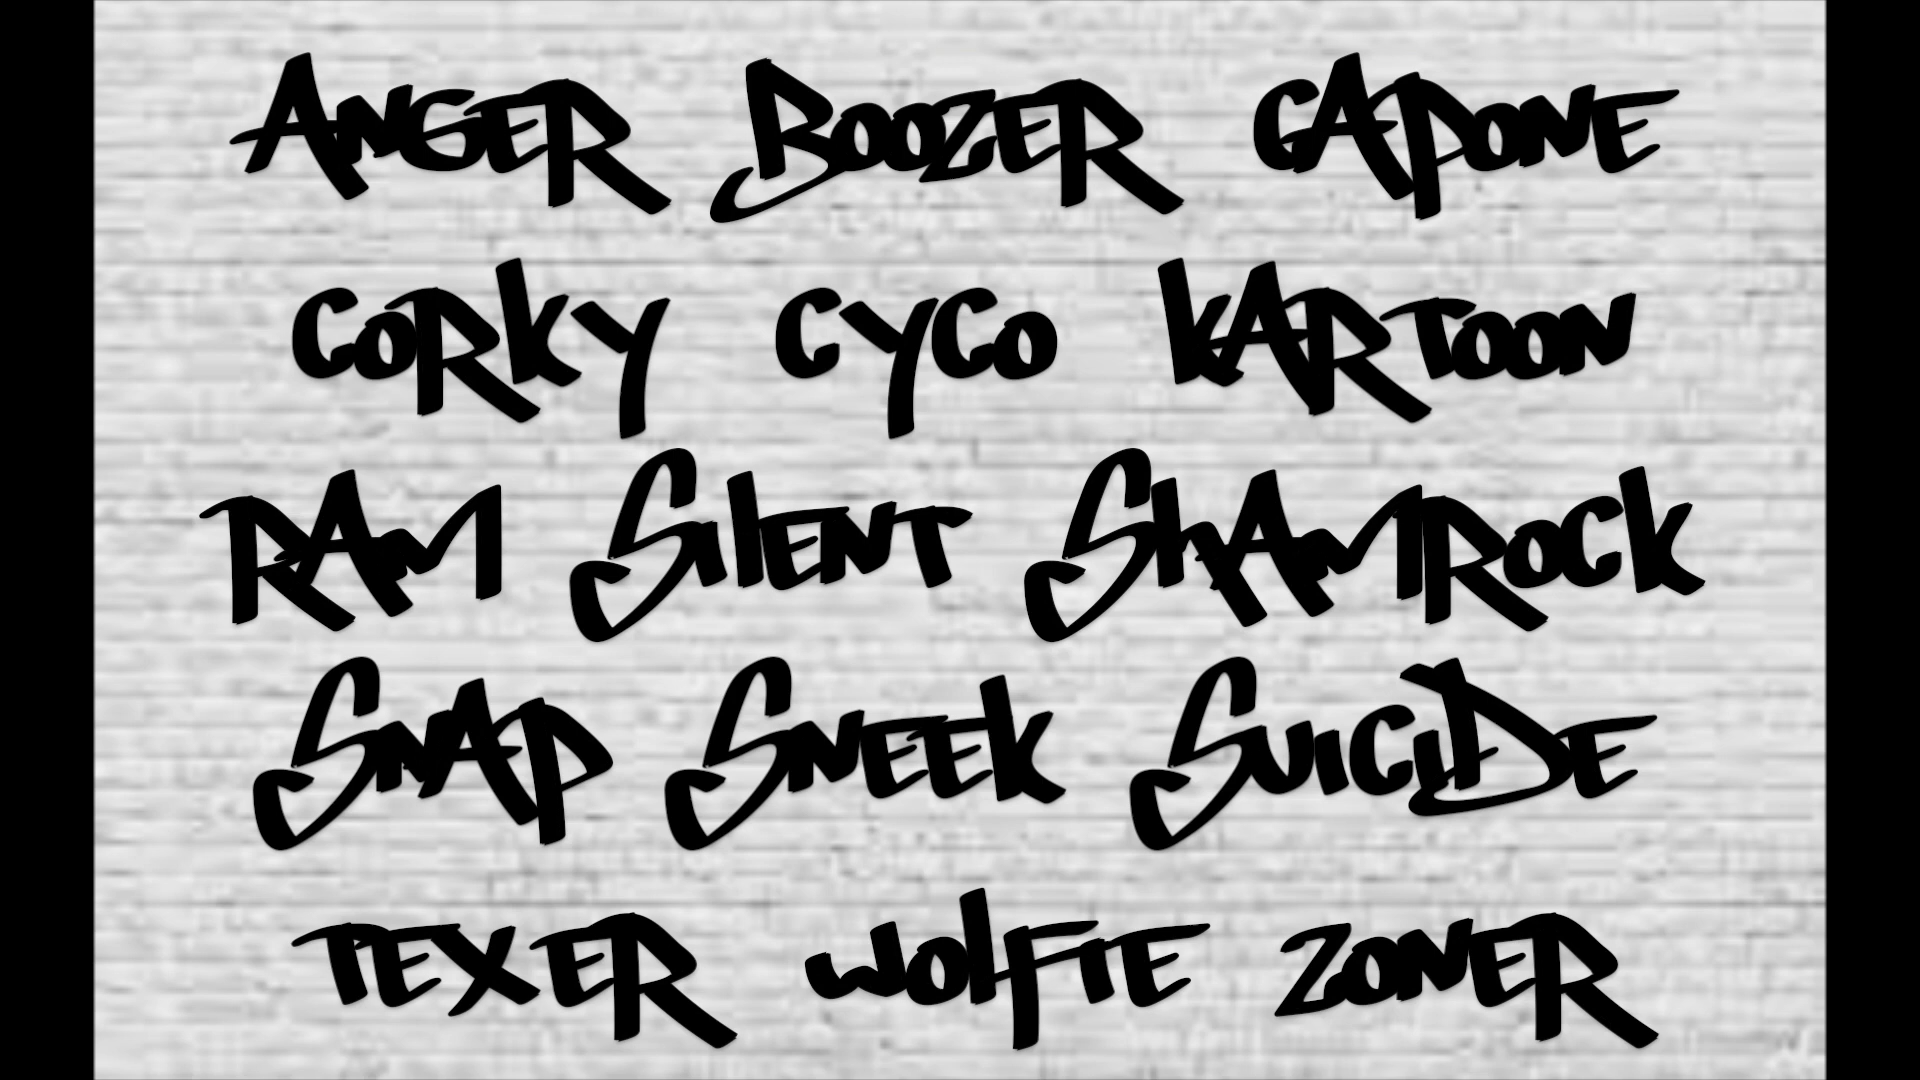 ANGER BOOZER CAPONE
CORKY CYCO KARTOON
RAM SILENT SHAMROCK
SNAP SNEEK SUICIDE
TEXER WOLFIE ZONER